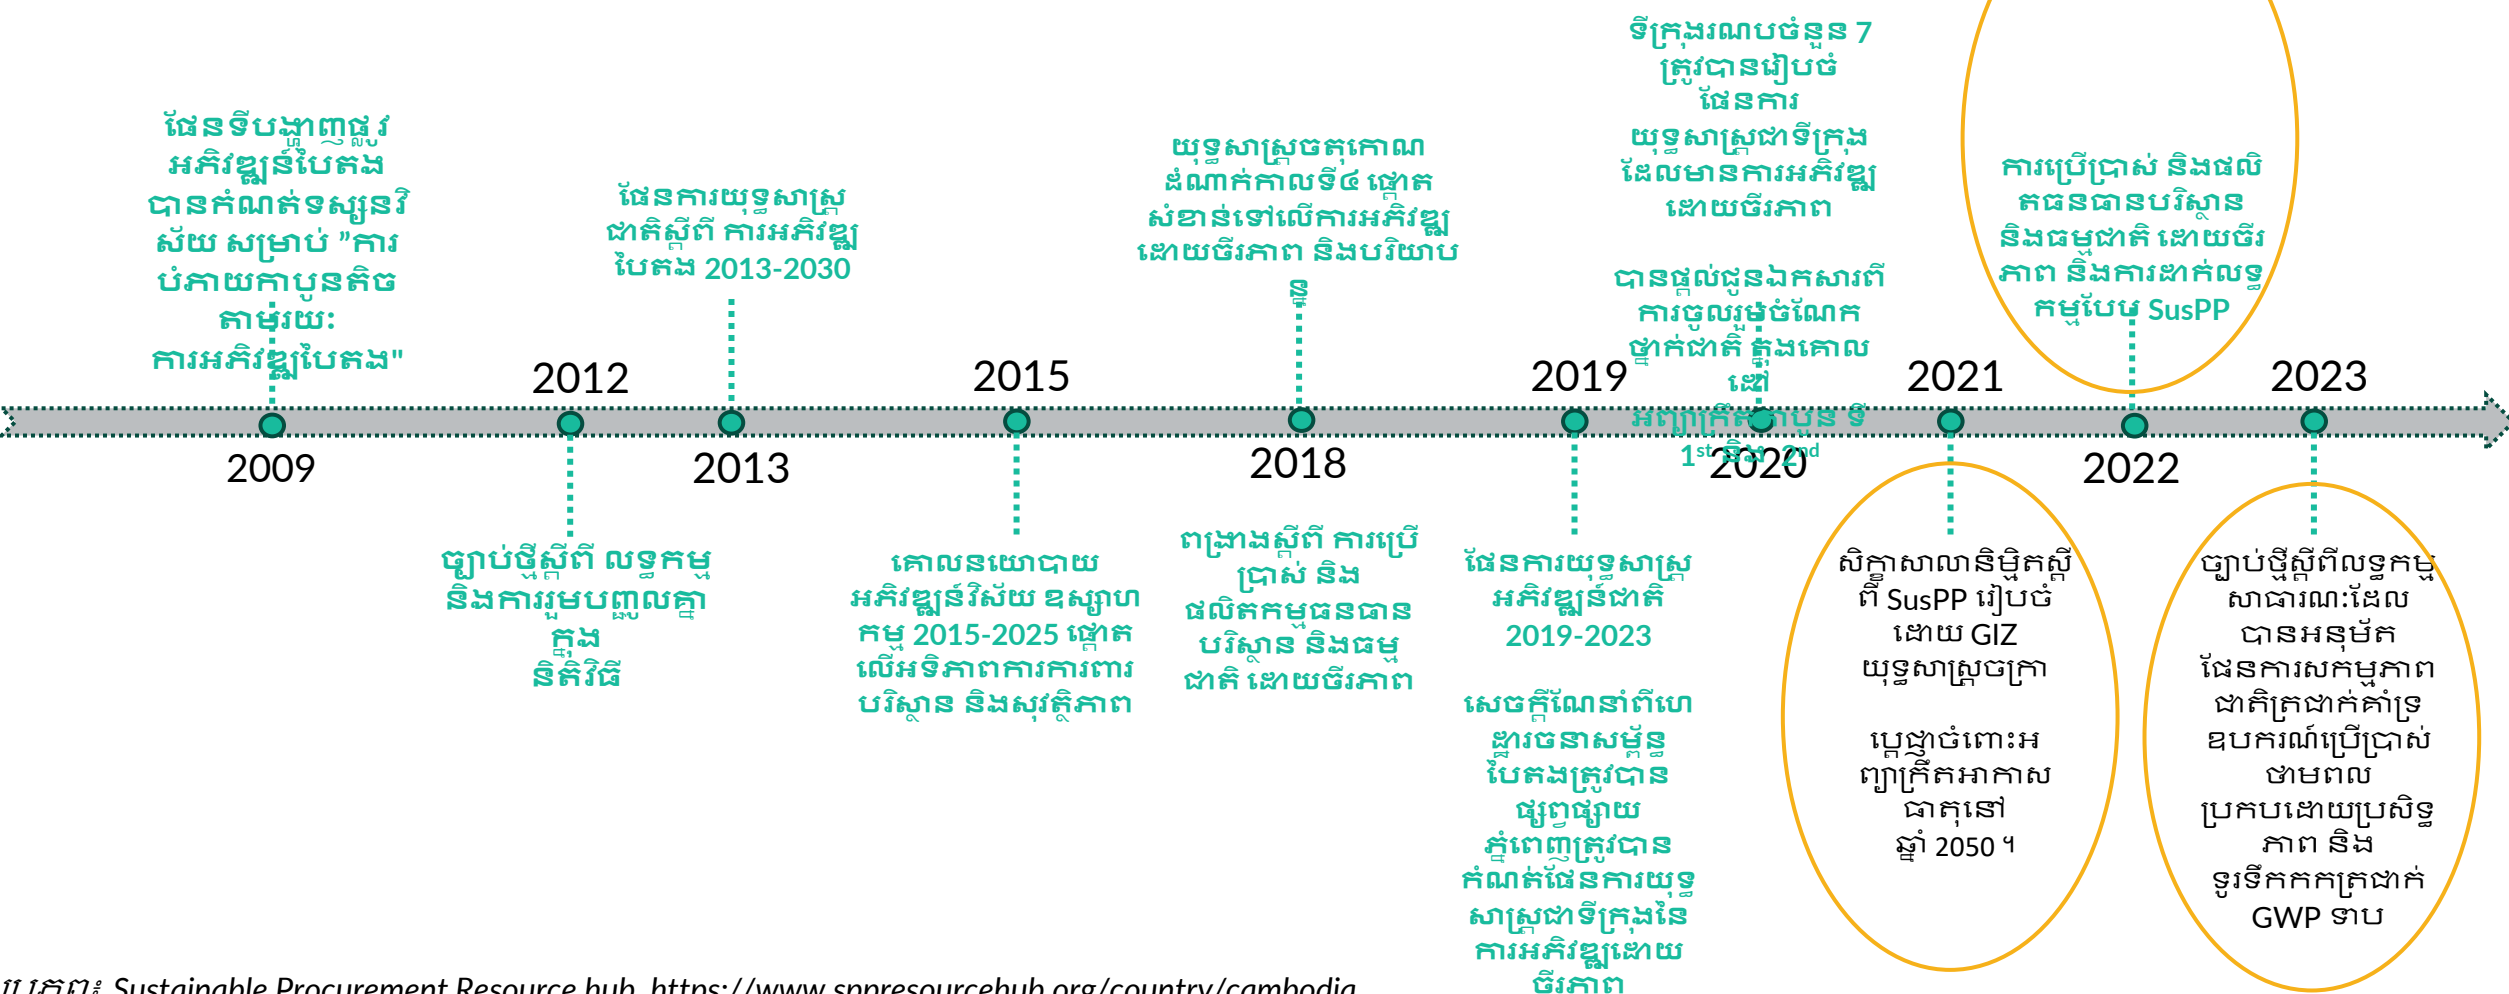 ផែនទីបង្ហាញផ្លូវ
អភិវឌ្ឍន៍បៃតង
បានកំណត់ទស្សនវិ
ស័យ សម្រាប់ ”ការ
បំភាយកាបូនតិច
តាមរយៈ
ការអភិវឌ្ឍបៃតង"
2009
2012
ច្បាប់ថ្មីស្តីពី លទ្ធកម្ម
និងការរួមបញ្ចូលគ្នា
ក្នុង
និតិវិធី
ផែនការយុទ្ធសាស្ត្រ
ជាតិស្តីពី ការអភិវឌ្ឍ
បៃតង 2013-2030
2013
2015
គោលនយោបាយ
អភិវឌ្ឍន៍វិស័យ ឧស្សាហ
កម្ម 2015-2025 ផ្តោត
លើអទិភាពការការពារ
បរិស្ថាន និងសុវត្ថិភាព
យុទ្ធសាស្ត្រចតុកោណ
ដំណាក់កាលទី៤ ផ្តោត
សំខាន់ទៅលើការអភិវឌ្ឍ
ដោយចីរភាព និងបរិយាប
ន្ន
2018
ពង្រាងស្តីពី ការប្រើ
ប្រាស់ និង
ផលិតកម្មធនធាន
បរិស្ថាន និងធម្ម
ជាតិ ដោយចីរភាព
2019
ផែនការយុទ្ធសាស្ត្រ
អភិវឌ្ឍន៍ជាតិ
2019-2023
សេចក្តីណែនាំពីហេ
ដ្ឋារចនាសម្ព័ន្ធ
បៃតងត្រូវបាន
ផ្សព្វផ្សាយ
ភ្នំពេញត្រូវបាន
កំណត់ផែនការយុទ្ធ
សាស្ត្រជាទីក្រុងនៃ
ការអភិវឌ្ឍដោយ
ចីរភាព
ទីក្រុងរណបចំនួន 7
ត្រូវបានរៀបចំ
ផែនការ
យុទ្ធសាស្ត្រជាទីក្រុង
ដែលមានការអភិវឌ្ឍ
ដោយចីរភាព
បានផ្តល់ជូនឯកសារពី
ការចូលរួមចំណែក
ថ្នាក់ជាតិ ក្នុងគោល
ដៅ
អព្យាក្រឹតកាបូន ទី
1st និង 2nd
2020
2021
សិក្ខាសាលានិម្មិតស្តី
ពី SusPP រៀបចំ
ដោយ GIZ
យុទ្ធសាស្ត្រចក្រា
ប្តេជ្ញាចំពោះអ
ព្យាក្រឹតអាកាស
ធាតុនៅ
ឆ្នាំ 2050 ។
ការប្រើប្រាស់ និងផលិ
តធនធានបរិស្ថាន
និងធម្មជាតិ ដោយចីរ
ភាព និងការដាក់លទ្ធ
កម្មបែប SusPP
2022
2023
ច្បាប់ថ្មីស្តីពីលទ្ធកម្ម
សាធារណៈដែល
បានអនុម័ត
ផែនការសកម្មភាព
ជាតិត្រជាក់គាំទ្រ
ឧបករណ៍ប្រើប្រាស់
ថាមពល
ប្រកបដោយប្រសិទ្ធ
ភាព និង
ទូរទឹកកកត្រជាក់
GWP ទាប
ប្រភព៖ Sustainable Procurement Resource hub, https://www.sppresourcehub.org/country/cambodia